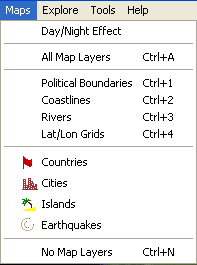 Maps Explore Tools Help
Day/Night Effect
All Map Layers Ctrl+A
Political Boundaries Ctrl+1
Coastlines Ctrl+2
Rivers Ctrl+3
Lat/Lon Grids Ctrl+4
Countries
Cities
Islands
Earthquakes
No Map Layers Ctrl+N